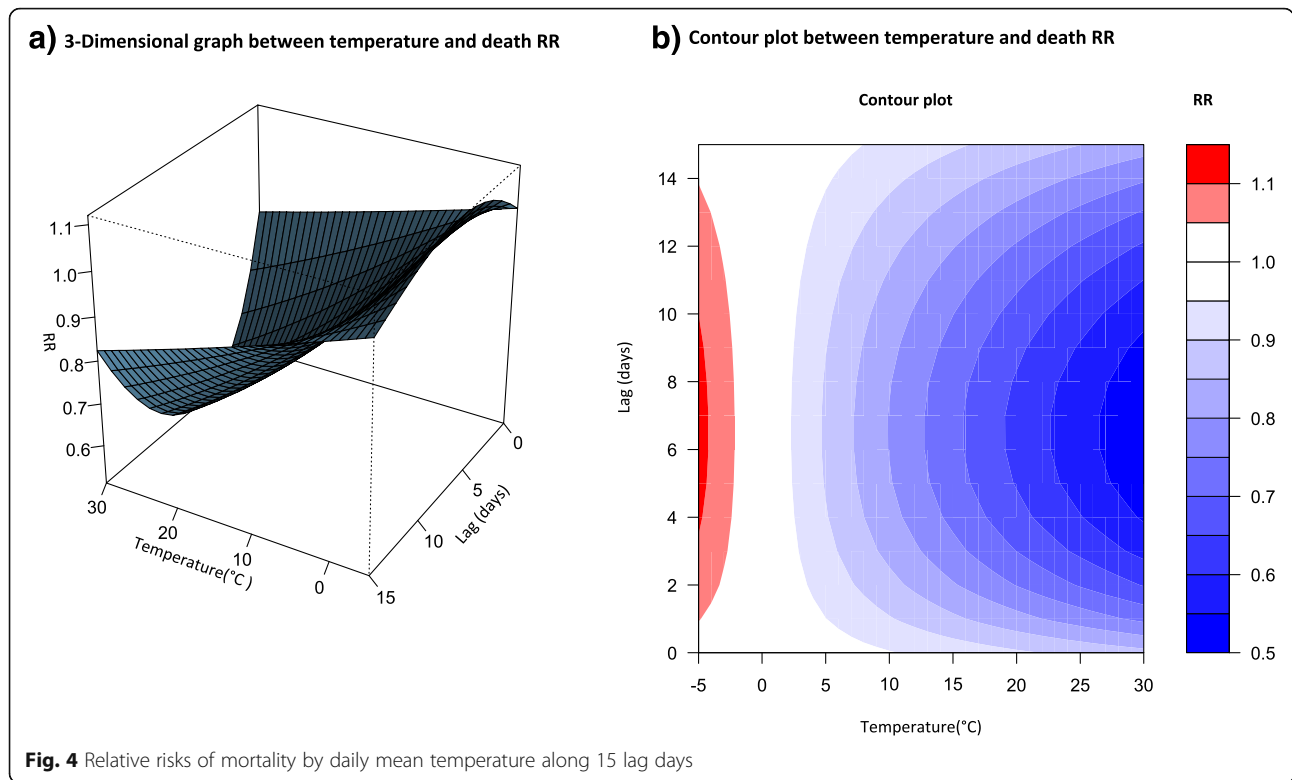 a) 3-Dimensional graph between temperature and death RR
1.1
1.0
0.9
0.8
0.7
0.6
RR
30
20
10
0
Temperature(°C)
15
10
5
0
Lag (days)
b) Contour plot between temperature and death RR
Contour plot
RR
14
12
10
8
6
4
2
0
Lag (days)
-5 0 5 10 15 20 25 30
Temperature(°C)
1.1
1.0
0.9
0.8
0.7
0.6
0.5
Fig. 4 Relative risks of mortality by daily mean temperature along 15 lag days